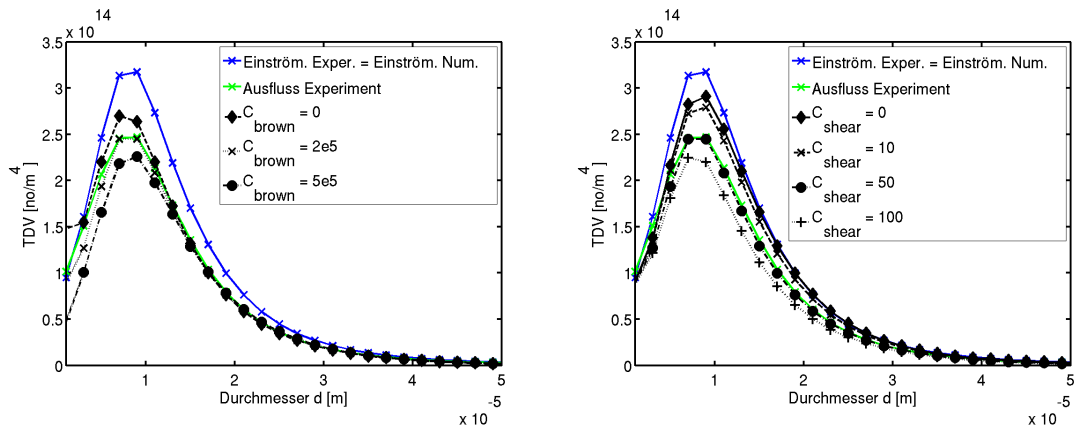 14
x 10
3.5
3
2.5
2
1.5
1
0.5
0
TDV [no/m 4 ]
Einström. Exper. = Einström. Num.
Ausfluss Experiment
C brown = 0
C brown = 2e5
C brown = 5e5
1 2 3 4 5
Durchmesser d [m]
-5
x 10
14
x 10
3.5
3
2.5
2
1.5
1
0.5
0
TDV [no/m 4 ]
Einström. Exper. = Einström. Num.
Ausfluss Experiment
C shear = 0
C shear = 10
C shear = 50
C shear = 100
1 2 3 4 5
Durchmesser d [m]
-5
x 10